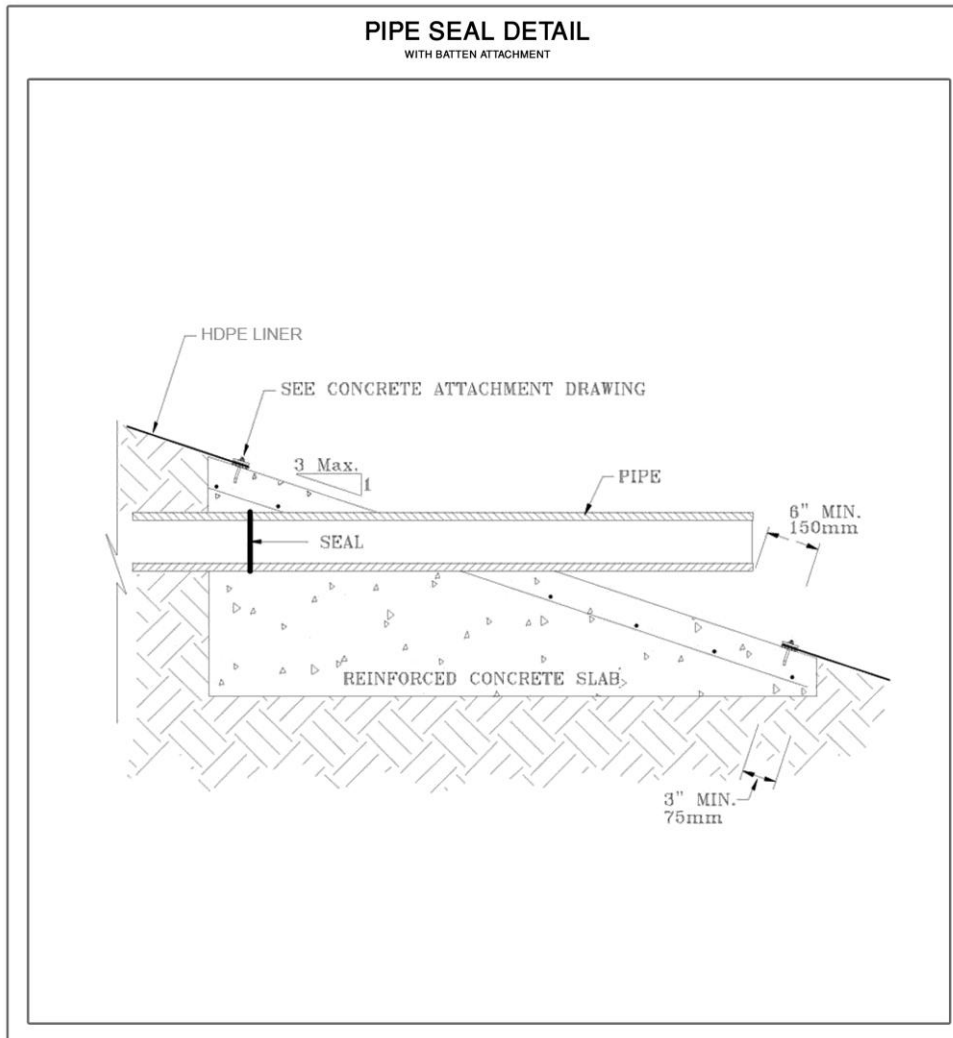 PIPE SEAL DETAIL
WITH BATTEN ATTACHMENT
HDPE LINER
SEE CONCRETE ATTACHMENT DRAWING
3 Max.
1
PIPE
6" MIN.
150mm
SEAL
REINFORCED CONCRETE SLAB
3" MIN.
75mm